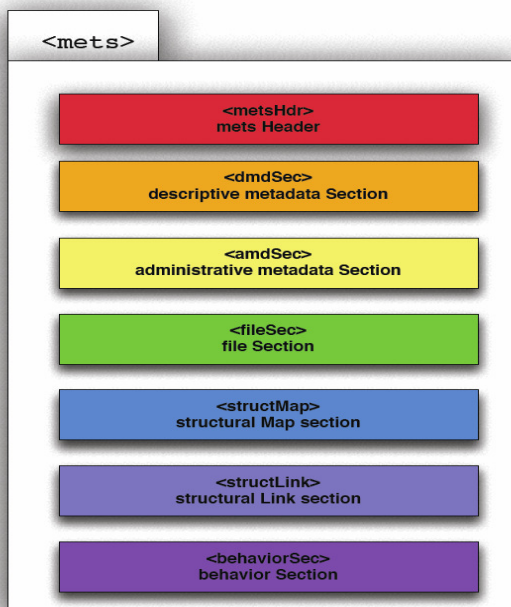 <mets>
<metsHdr>
mets Header
<dmdSec>
descriptive metadata Section
<amdSec>
administrative metadata Section
<fileSec>
file Section
<structMap>
structural Map section
<structLink>
structural Link section
<behaviorSec>
behavior Section